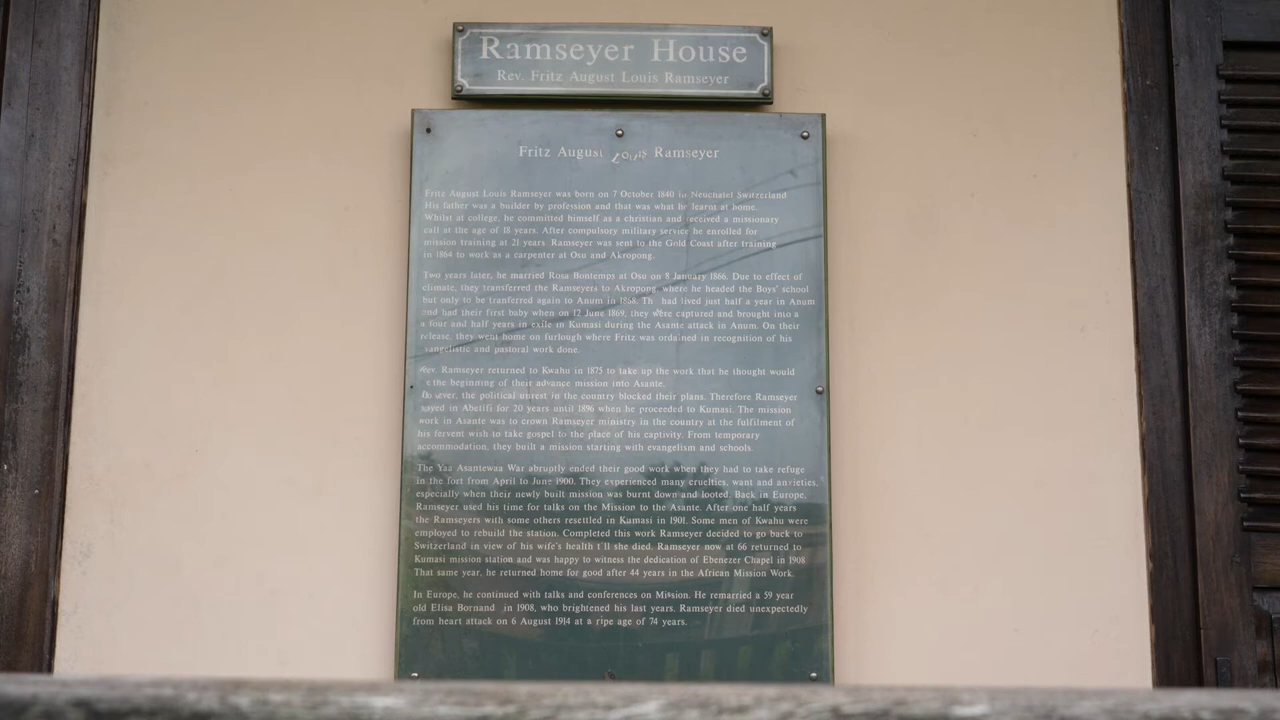 Ramseyer House
Rev. Fritz August Louis Ramseyer
Fritz August Louis Ramseyer
Fritz August Louis Ramseyer was born on 7 October 1840 in Neuchatel Switzerland
His father was a builder by profession and that was what he learnt at home.
Whilst at college, he committed himself as a christian and received a missionary
call at the age of 18 years. After compulsory military service he enrolled for
mission training at 21 years Ramseyer was sent to the Gold Coast after training
in 1864 to work as a carpenter at Osu and Akropong.
Two years later, he married Rosa Bontemps at Osu on 8 January 1866. Due to effect of
climate, they transferred the Ramseyers to Akropong where he headed the Boys' school
but only to be tranferred again to Anum in 1868. Th had lived just half a year in Anum
and had their first baby when on 12 June 1869, they were captured and brought into a
a four and half years in exile in Kumasi during the Asante attack in Anum. On their
release, they went home on furlough where Fritz was ordained in recognition of his
vangelistic and pastoral work done.
Rev. Ramseyer returned to Kwahu in 1875 to take up the work that he thought would
e the beginning of their advance mission into Asante.
ever, the political unrest in the country blocked their plans. Therefore Ramseyer
stayed in Abetifi for 20 years until 1896 when he proceeded to Kumasi. The mission
work in Asante was to crown Ramseyer ministry in the country at the fulfilment of
his fervent wish to take gospel to the place of his captivity. From temporary
accommodation, they built a mission starting with evangelism and schools.
The Yaa Asantewaa War abruptly ended their good work when they had to take refuge
in the fort from April to June 1900. They experienced many cruelties, want and anxieties,
especially when their newly built mission was burnt down and looted. Back in Europe,
Ramseyer used his time for talks on the Mission to the Asante. After one half years
the Ramseyers with some others resettled in Kumasi in 1901. Some men of Kwahu were
employed to rebuild the station. Completed this work Ramseyer decided to go back to
Switzerland in view of his wife's health t'll she died. Ramseyer now at 66 returned to
Kumasi mission station and was happy to witness the dedication of Ebenezer Chapel in 1908
That same year, he returned home for good after 44 years in the African Mission Work.
In Europe, he continued with talks and conferences on Mission. He remarried a 59 year
old Elisa Bornand in 1908, who brightened his last years. Ramseyer died unexpectedly
from heart attack on 6 August 1914 at a ripe age of 74 years.